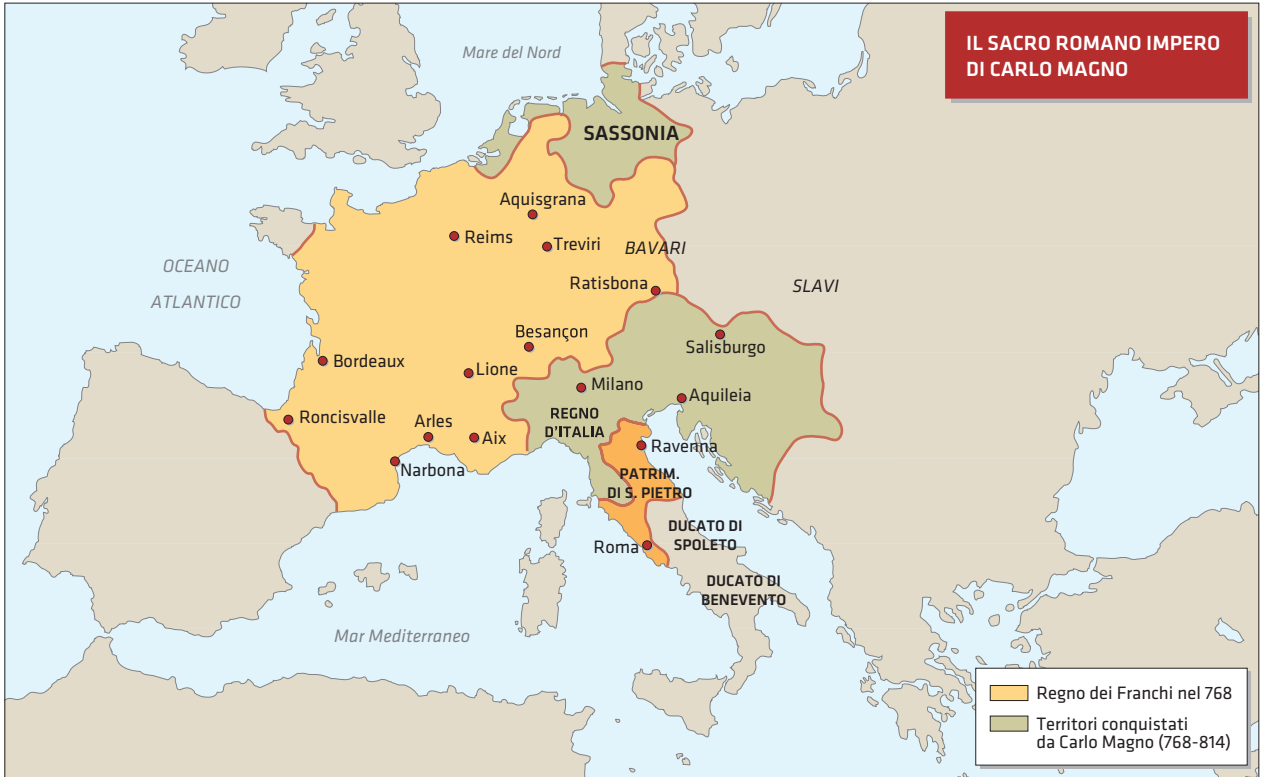 IL SACRO ROMANO IMPERO
DI CARLO MAGNO
Mare del Nord
SASSONIA
Aquisgrana
Reims
Treviri
BAVARI
OCEANO
ATLANTICO
Ratisbona
SLAVI
Besançon
Salisburgo
Bordeaux
Lione
Milano
Aquileia
Roncisvalle
Arles
Aix
REGNO
D'ITALIA
Ravenna
Narbona
PATRIM.
DI S. PIETRO
DUCATO DI
SPOLETO
Roma
DUCATO DI
BENEVENTO
Mar Mediterraneo
Regno dei Franchi nel 768
Territori conquistati
da Carlo Magno (768-814)